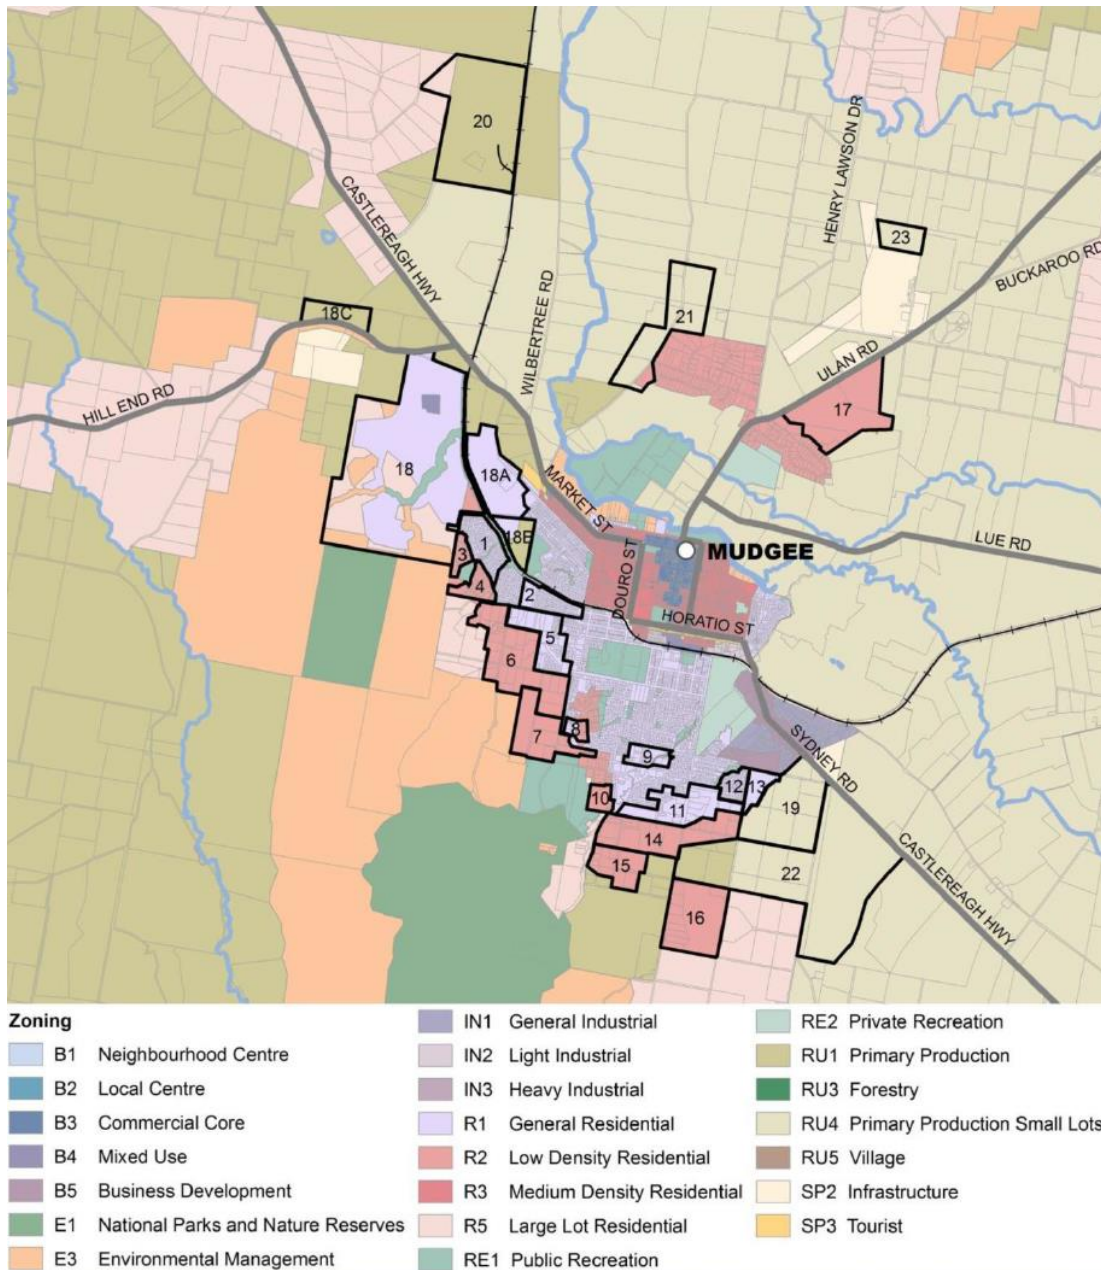 20
CASTLEREAGH HWY
HENRY LAWSON DR
23
BUCKAROO RD
WILBERTREE RD
21
18C
ULAN RD
HILL END RD
17
18
18A
MARKET ST
18B
1
3
LUE RD
MUDGEE
DOURO ST
4
2
HORATIO ST
5
6
7
8
9
SYDNEY RD
10
12
13
11
19
14
15
22
CASTLEREAGH HWY
16
Zoning
B1 Neighbourhood Centre
B2 Local Centre
B3 Commercial Core
B4 Mixed Use
B5 Business Development
E1 National Parks and Nature Reserves
E3 Environmental Management
IN1 General Industrial
IN2 Light Industrial
IN3 Heavy Industrial
R1 General Residential
R2 Low Density Residential
R3 Medium Density Residential
R5 Large Lot Residential
RE1 Public Recreation
RE2 Private Recreation
RU1 Primary Production
RU3 Forestry
RU4 Primary Production Small Lots
RU5 Village
SP2 Infrastructure
SP3 Tourist